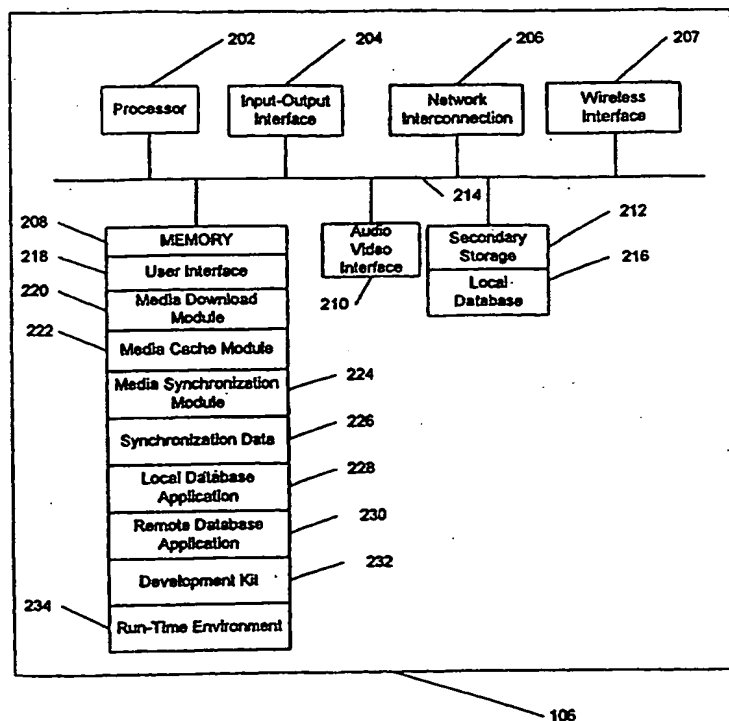 202
204
206
207
Processor
Input-Output
Interface
Network
Interconnection
Wireless
Interface
214
208
MEMORY
218
User Interface
220
Media Download
Module
222
Media Cache Module
Media Synchronization
Module
224
Synchronization Data
226
Local Database
Application
228
Remote Database
Application
230
Development Kit
232
234
Run-Time Environment
Audio
Video
Interface
210
Secondary
Storage
212
Local
Database
216
106